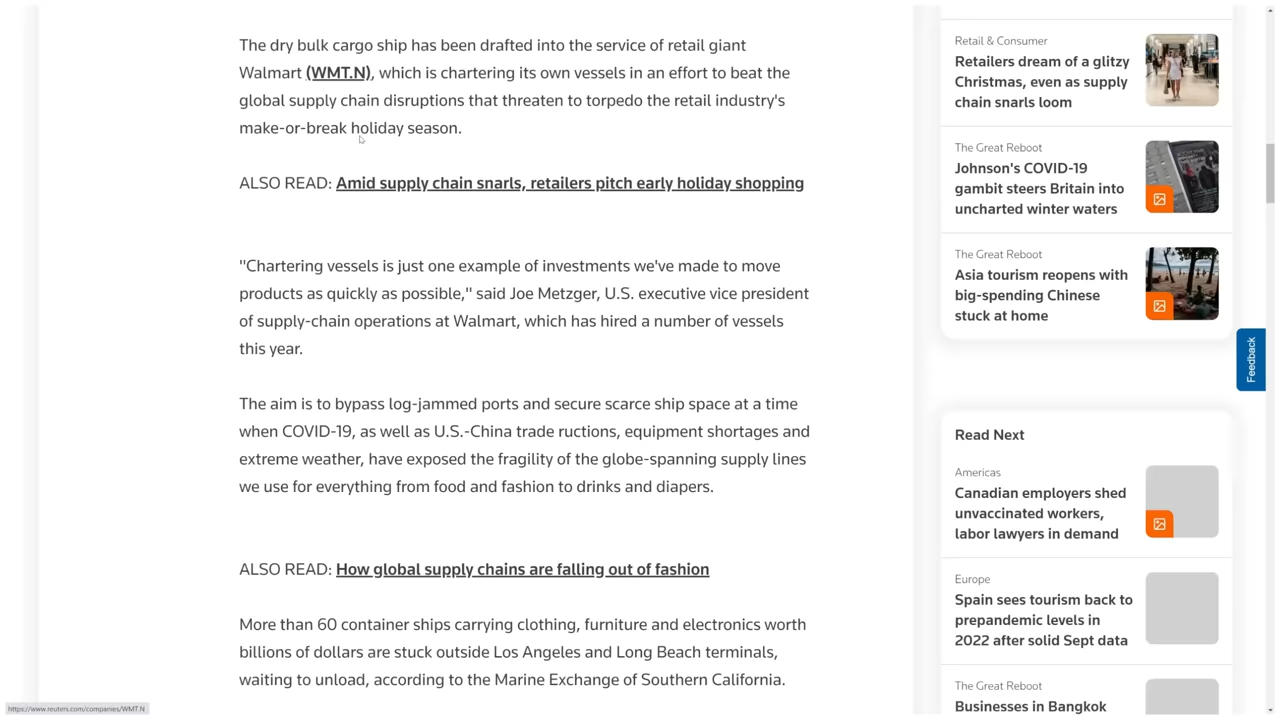 The dry bulk cargo ship has been drafted into the service of retail giant
Walmart (WMT.N), which is chartering its own vessels in an effort to beat the
global supply chain disruptions that threaten to torpedo the retail industry's
make-or-break holiday season.
ALSO READ: Amid supply chain snarls, retailers pitch early holiday shopping
"Chartering vessels is just one example of investments we've made to move
products as quickly as possible," said Joe Metzger, U.S. executive vice president
of supply-chain operations at Walmart, which has hired a number of vessels
this year.
The aim is to bypass log-jammed ports and secure scarce ship space at a time
when COVID-19, as well as U.S.-China trade ructions, equipment shortages and
extreme weather, have exposed the fragility of the globe-spanning supply lines
we use for everything from food and fashion to drinks and diapers.
ALSO READ: How global supply chains are falling out of fashion
More than 60 container ships carrying clothing, furniture and electronics worth
billions of dollars are stuck outside Los Angeles and Long Beach terminals,
waiting to unload, according to the Marine Exchange of Southern California.
Retail & Consumer
Retailers dream of a glitzy
Christmas, even as supply
chain snarls loom
The Great Reboot
Johnson's COVID-19
gambit steers Britain into
uncharted winter waters
The Great Reboot
Asia tourism reopens with
big-spending Chinese
stuck at home
Feedback
Read Next
Americas
Canadian employers shed
unvaccinated workers,
labor lawyers in demand
Europe
Spain sees tourism back to
prepandemic levels in
2022 after solid Sept data
The Great Reboot
Businesses in Bangkok
https://www.reuters.com/companies/WMT.N